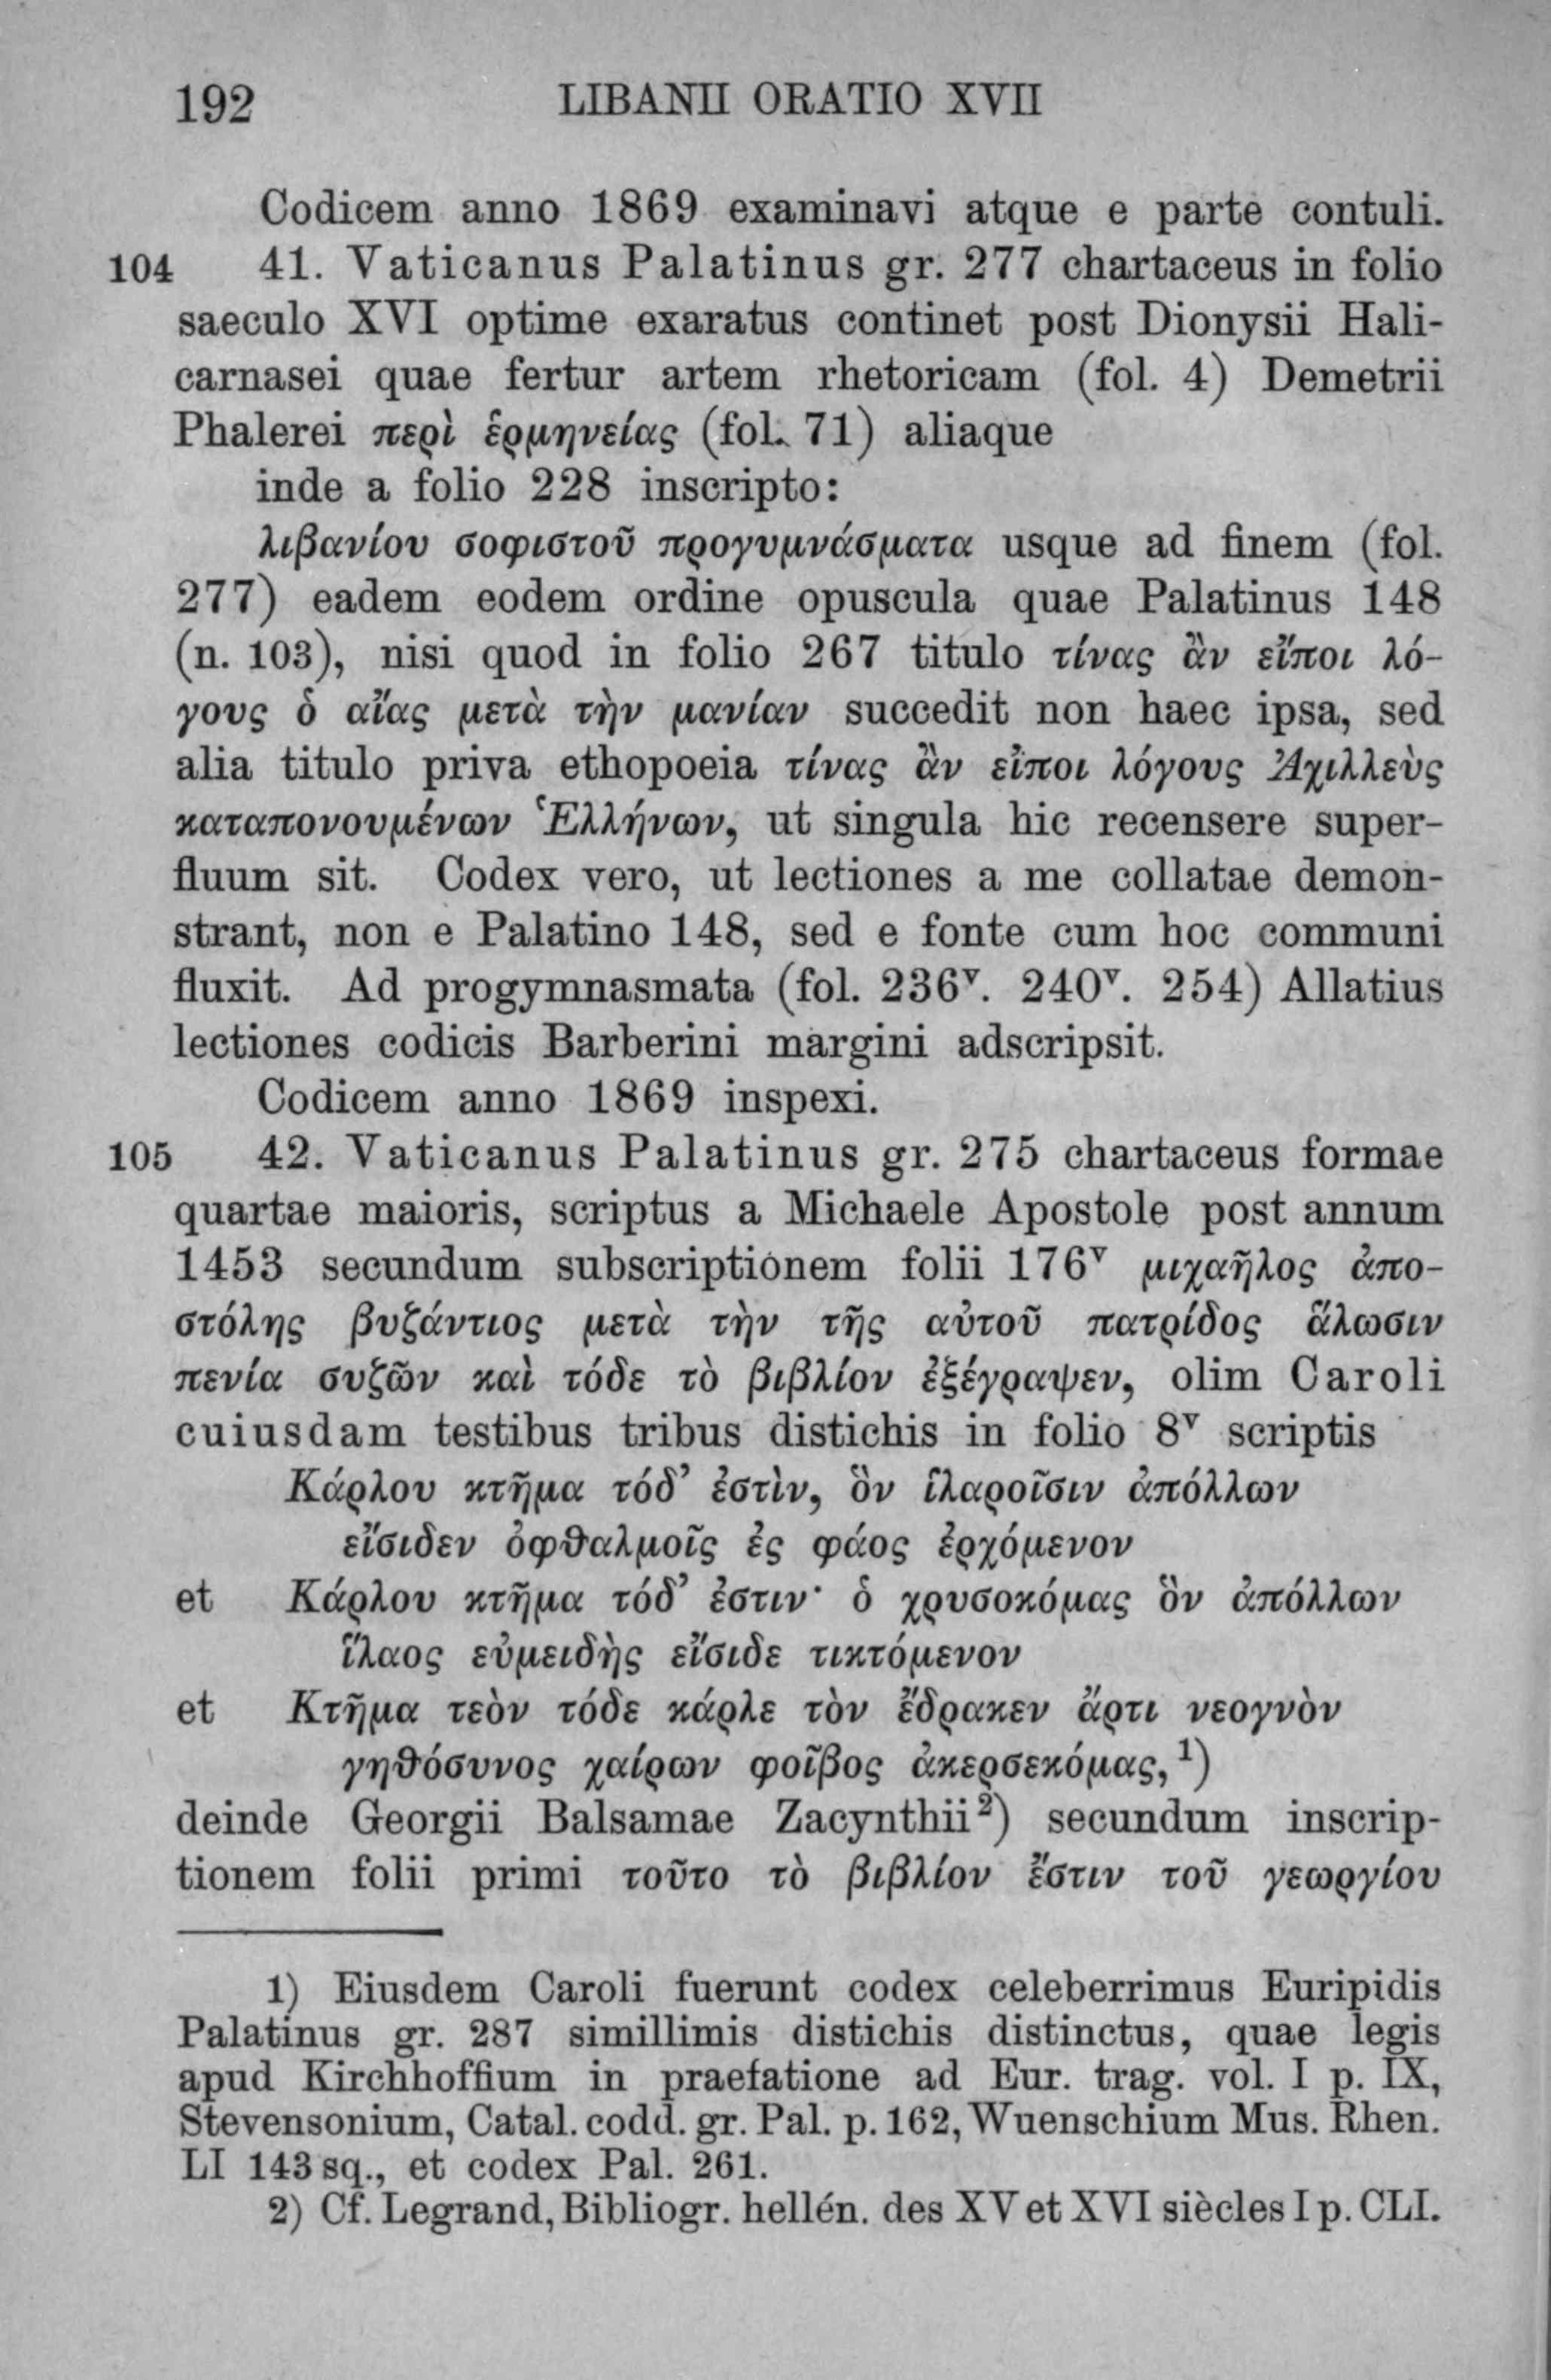 192 LIBANII ORATIO XVII
Codicem anno 1869 examinavi atque e parte contuli.
104 41. Vaticanus Palatinus gr. 277 chartaceus in folio
saeculo XVI optime exaratus continet post Dionysii Hali-
carnasei quae fertur artem rhetoricam (fol. 4) Demetrii
Phalerei περὶ ἑρμηνείας (fol. 71) aliaque
inde a folio 228 inscripto:
λιβανίου σοφιστοῦ προγυμνάσματα usque ad finem (fol.
277) eadem eodem ordine opuscula quae Palatinus 148
(n. 103), nisi quod in folio 267 titulo τίνας ἂν εἴποι λό-
γους ὁ αἴας μετὰ τὴν μανίαν succedit non haec ipsa, sed
alia titulo priva ethopoeia τίνας ἂν εἴποι λόγους Ἀχιλλεὺς
καταπονουμένων Ἑλλήνων, ut singula hic recensere super-
fluum sit. Codex vero, ut lectiones a me collatae demon-
strant, non e Palatino 148, sed e fonte cum hoc communi
fluxit. Ad progymnasmata (fol. 236ᵛ. 240ᵛ. 254) Allatius
lectiones codicis Barberini margini adscripsit.
Codicem anno 1869 inspexi.
105 42. Vaticanus Palatinus gr. 275 chartaceus formae
quartae maioris, scriptus a Michaele Apostole post annum
1453 secundum subscriptionem folii 176ᵛ μιχαῆλος ἀπο-
στόλης βυζάντιος μετὰ τὴν τῆς αὐτοῦ πατρίδος ἅλωσιν
πενία συζῶν καὶ τόδε τὸ βιβλίον ἐξέγραψεν, olim Caroli
cuiusdam testibus tribus distichis in folio 8ᵛ scriptis
Κάρλου κτῆμα τόδ’ ἐστὶν, ὃν ἱλαροῖσιν ἀπόλλων
εἴσιδεν ὀφθαλμοῖς ἐς φάος ἐρχόμενον
et Κάρλου κτῆμα τόδ’ ἐστιν· ὁ χρυσοκόμας ὃν ἀπόλλων
ἵλαος εὐμειδὴς εἴσιδε τικτόμενον
et Κτῆμα τεὸν τόδε κάρλε τὸν ἔδρακεν ἄρτι νεογνὸν
γηθόσυνος χαίρων φοῖβος ἀκερσεκόμας,¹)
deinde Georgii Balsamae Zacynthii²) secundum inscrip-
tionem folii primi τοῦτο τὸ βιβλίον ἔστιν τοῦ γεωργίου
1) Eiusdem Caroli fuerunt codex celeberrimus Euripidis
Palatinus gr. 287 simillimis distichis distinctus, quae legis
apud Kirchhoffium in praefatione ad Eur. trag. vol. I p. IX,
Stevensonium, Catal. codd. gr. Pal. p. 162, Wuenschium Mus. Rhen.
LI 143 sq., et codex Pal. 261.
2) Cf. Legrand, Bibliogr. hellén. des XV et XVI siècles I p. CLI.